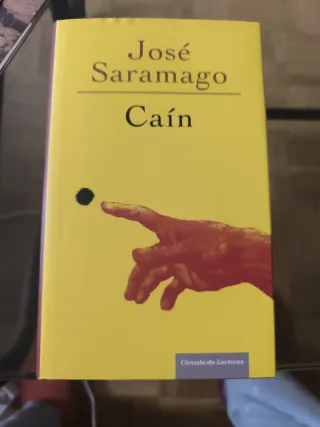 José
Saramago
Caín
Círculo de Lectores